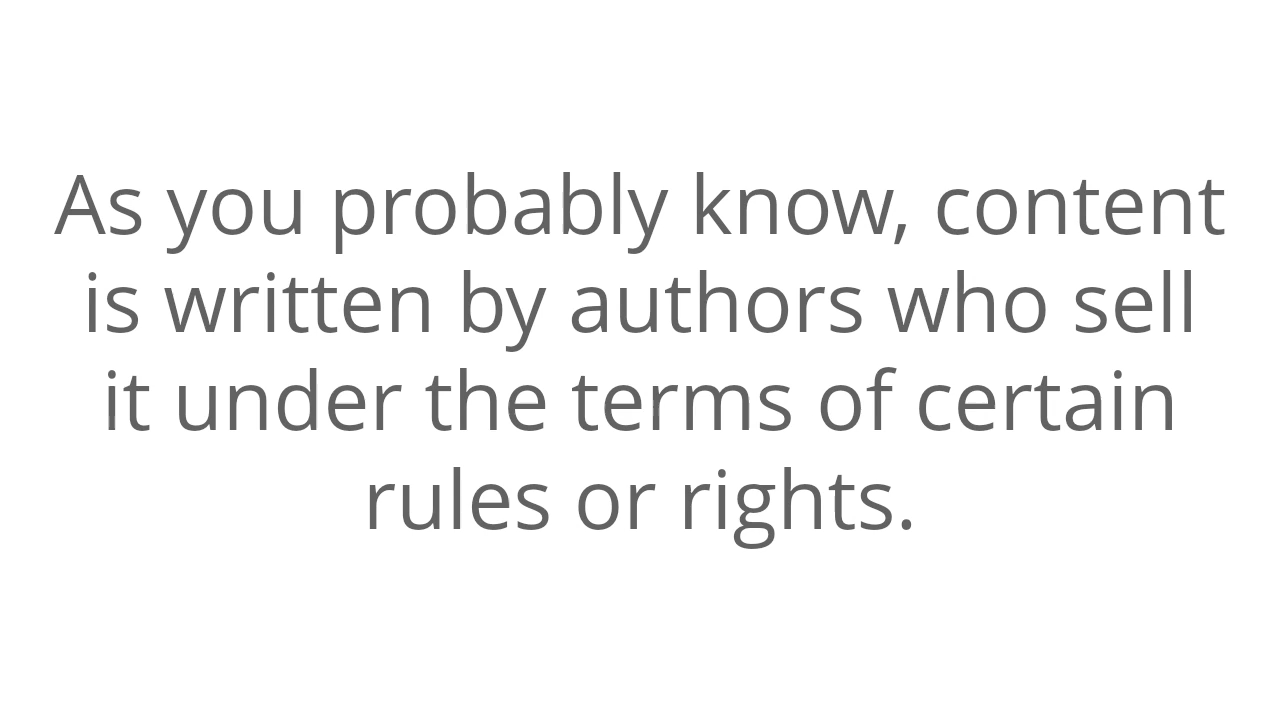 As you probably know, content
is written by authors who sell
it under the terms of certain
rules or rights.